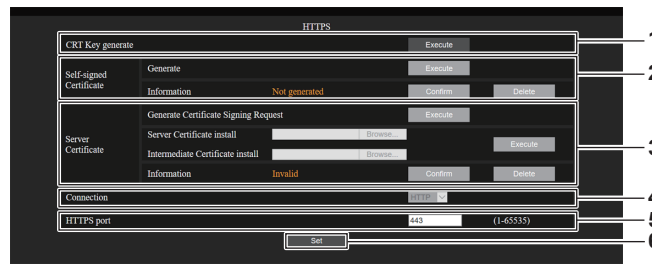 HTTPS
CRT Key generate Execute
1
Self-signed Certificate
Generate Execute
2
Information Not generated Confirm Delete
Server Certificate
Generate Certificate Signing Request Execute
Server Certificate install Browse...
Execute
3
Intermediate Certificate install Browse...
Information Invalid Confirm Delete
Connection HTTP
4
HTTPS port 443 (1-65535)
5
Set
6